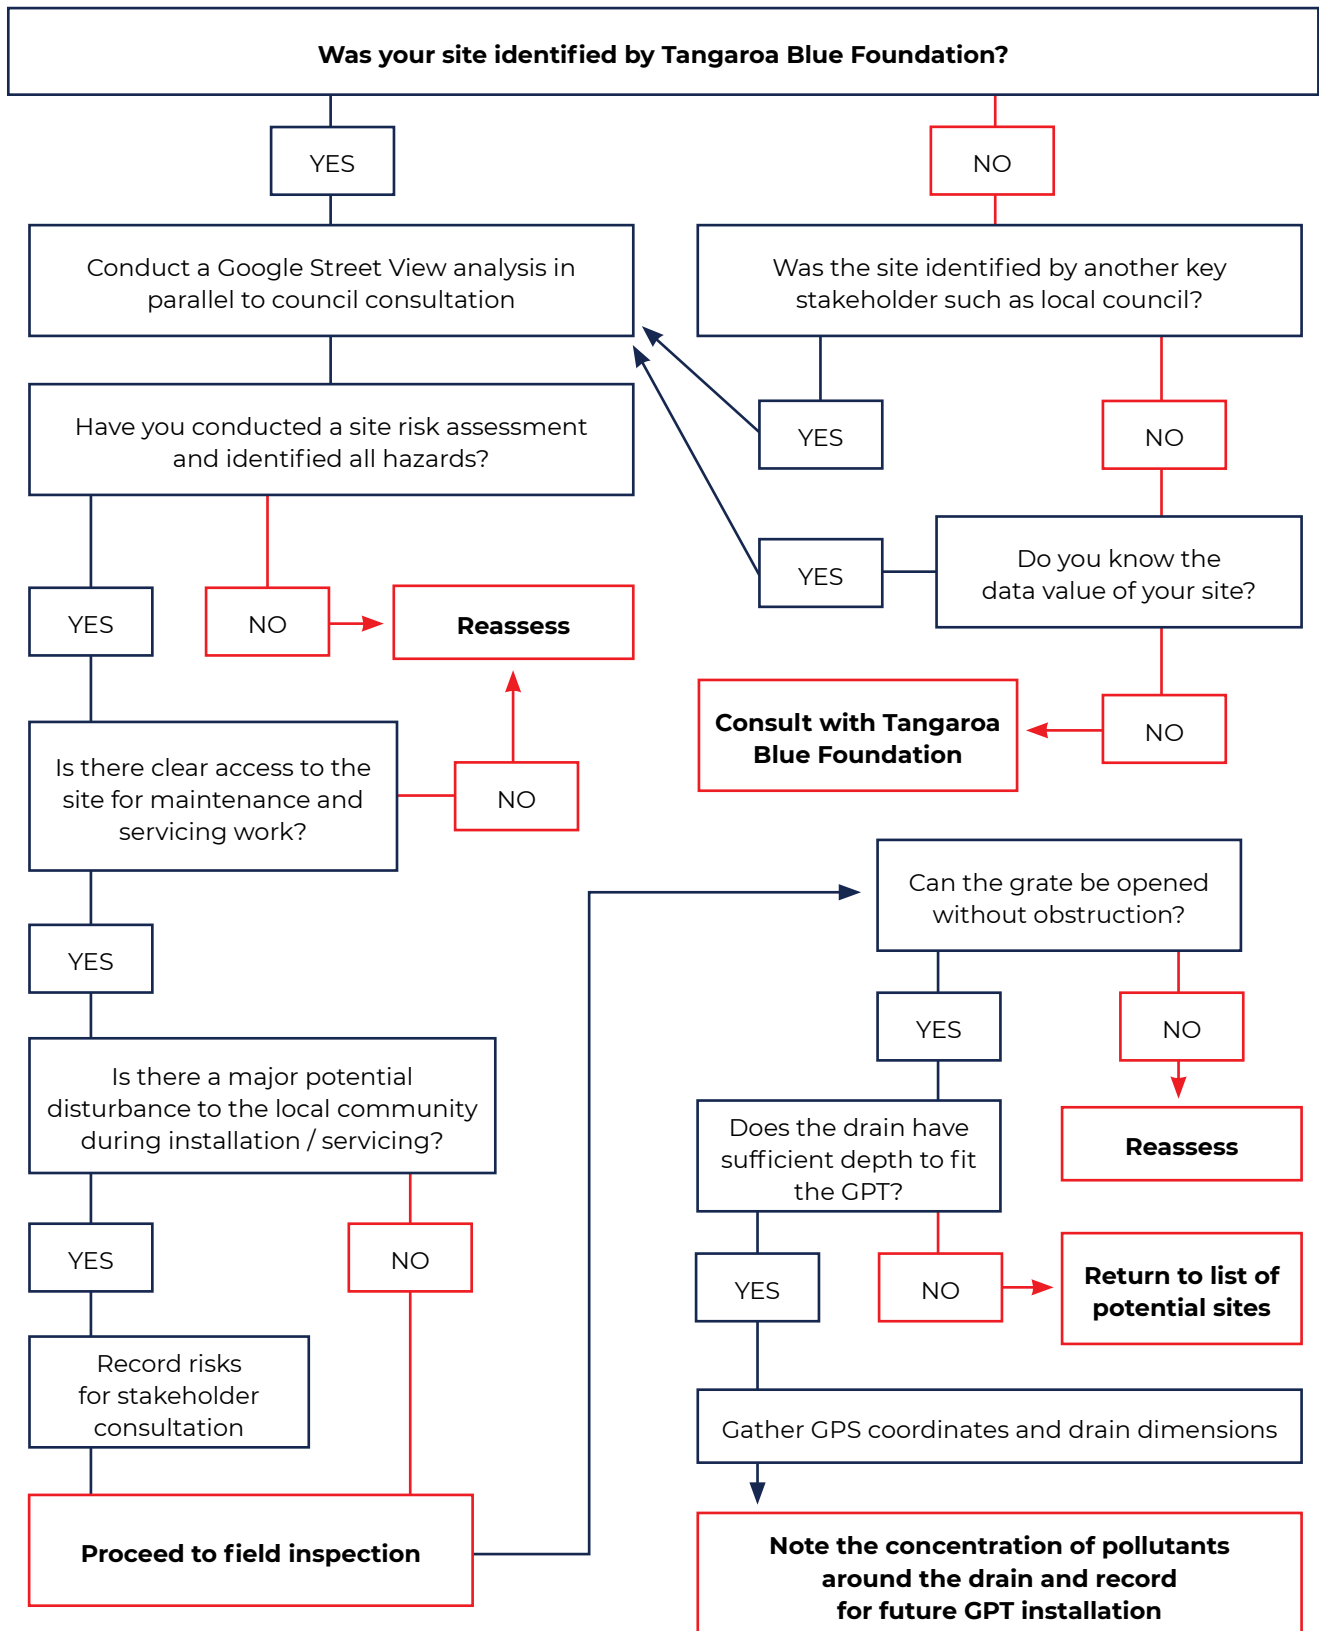 Was your site identified by Tangaroa Blue Foundation?
YES
NO
Conduct a Google Street View analysis in
parallel to council consultation
Was the site identified by another key
stakeholder such as local council?
Have you conducted a site risk assessment
and identified all hazards?
YES
NO
YES
Do you know the
data value of your site?
YES
NO
Reassess
Consult with Tangaroa
Blue Foundation
NO
Is there clear access to the
site for maintenance and
servicing work?
NO
Can the grate be opened
without obstruction?
YES
YES
NO
Is there a major potential
disturbance to the local community
during installation / servicing?
Does the drain have
sufficient depth to fit
the GPT?
Reassess
YES
NO
YES
NO
Return to list of
potential sites
Record risks
for stakeholder
consultation
Gather GPS coordinates and drain dimensions
Proceed to field inspection
Note the concentration of pollutants
around the drain and record
for future GPT installation